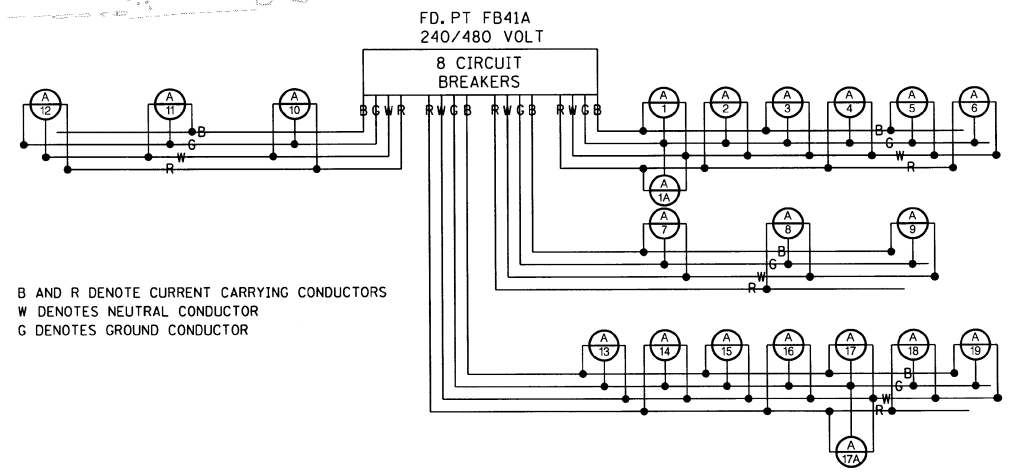 FD. PT FB41A
240/480 VOLT
8 CIRCUIT
BREAKERS
B G W R R W G B R W G B R W G B
A 12 A 11 A 10
B
G
W
R
A 1 A 2 A 3 A 4 A 5 A 6
B
G
W
R
A 1A
A 7 A 8 A 9
B
G
W
R
B AND R DENOTE CURRENT CARRYING CONDUCTORS
W DENOTES NEUTRAL CONDUCTOR
G DENOTES GROUND CONDUCTOR
A 13 A 14 A 15 A 16 A 17 A 18 A 19
B
G
W
R
A 17A